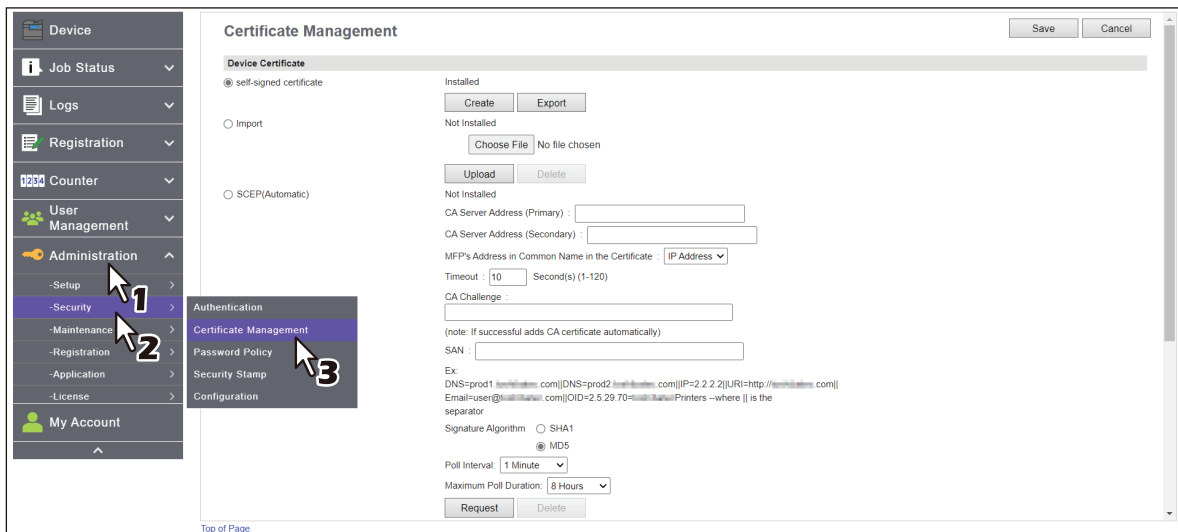 Device
Job Status
Logs
Registration
1234 Counter
User
Management
Administration
-Setup
-Security
-Maintenance
-Registration
-Application
-License
My Account
1
2
3
Authentication
Certificate Management
Password Policy
Security Stamp
Configuration
Certificate Management
Save Cancel
Device Certificate
self-signed certificate Installed
Create Export
Import Not Installed
Choose File No file chosen
Upload Delete
SCEP(Automatic) Not Installed
CA Server Address (Primary) :
CA Server Address (Secondary) :
MFP's Address in Common Name in the Certificate : IP Address
Timeout : 10 Second(s) (1-120)
CA Challenge :
(note: If successful adds CA certificate automatically)
SAN :
Ex:
DNS=prod1. .com||DNS=prod2. .com||IP=2.2.2.2||URI=http:// .com||
Email=user@ .com||OID=2.5.29.70= Printers --where || is the
separator
Signature Algorithm SHA1
MD5
Poll Interval: 1 Minute
Maximum Poll Duration: 8 Hours
Request Delete
Top of Page